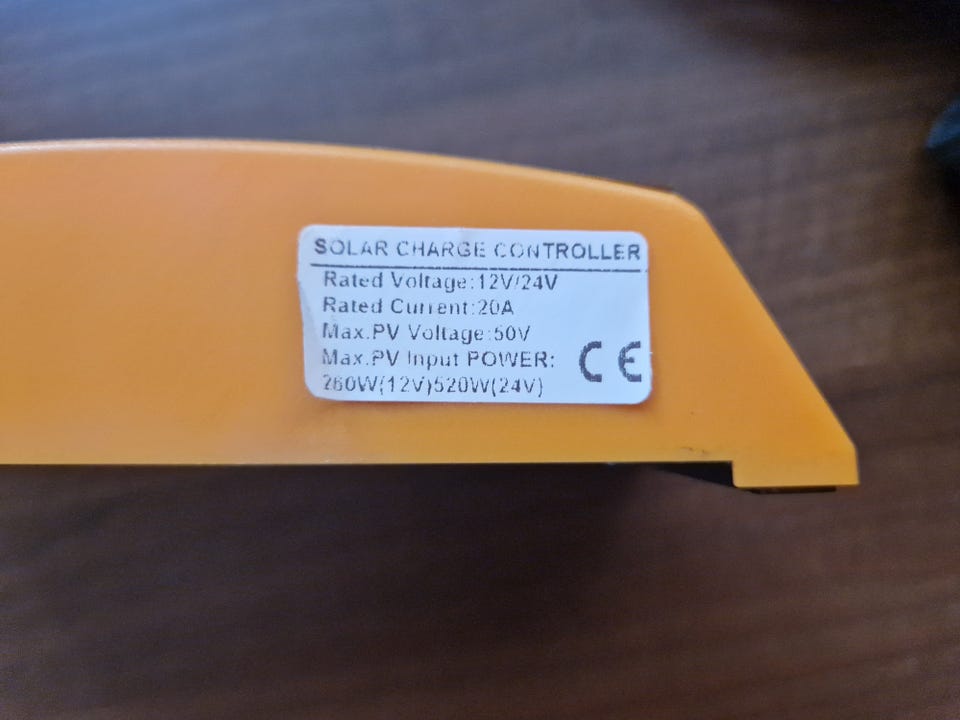 SOLAR CHARGE CONTROLLER
Rated Voltage:12V/24V
Rated Current:20A
Max.PV Voltage:50V
Max.PV Input POWER:
260W(12V)520W(24V)
CE